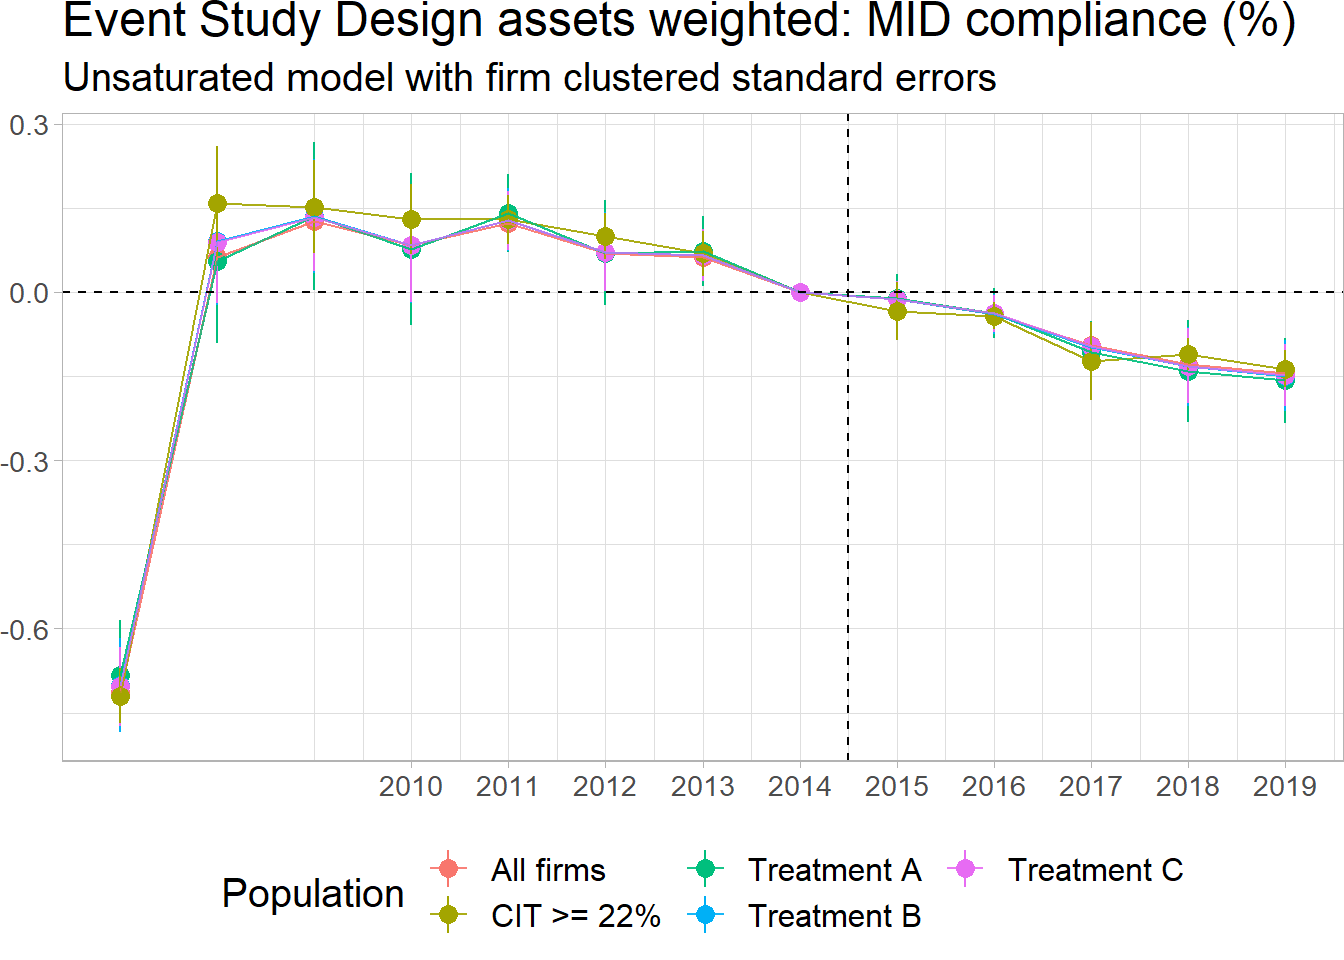 Event Study Design assets weighted: MID compliance (%)
Unsaturated model with firm clustered standard errors
0.3
0.0
-0.3
-0.6
2010 2011 2012 2013 2014 2015 2016 2017 2018 2019
Population
All firms Treatment A Treatment C
CIT >= 22% Treatment B